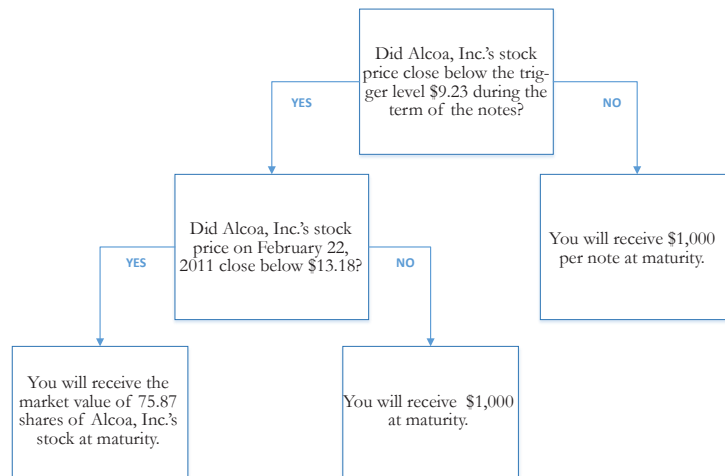 Did Alcoa, Inc.'s stock
price close below the trig-
ger level $9.23 during the
term of the notes?
YES
NO
Did Alcoa, Inc.'s stock
price on February 22,
2011 close below $13.18?
You will receive $1,000
per note at maturity.
YES
NO
You will receive the
market value of 75.87
shares of Alcoa, Inc.'s
stock at maturity.
You will receive $1,000
at maturity.